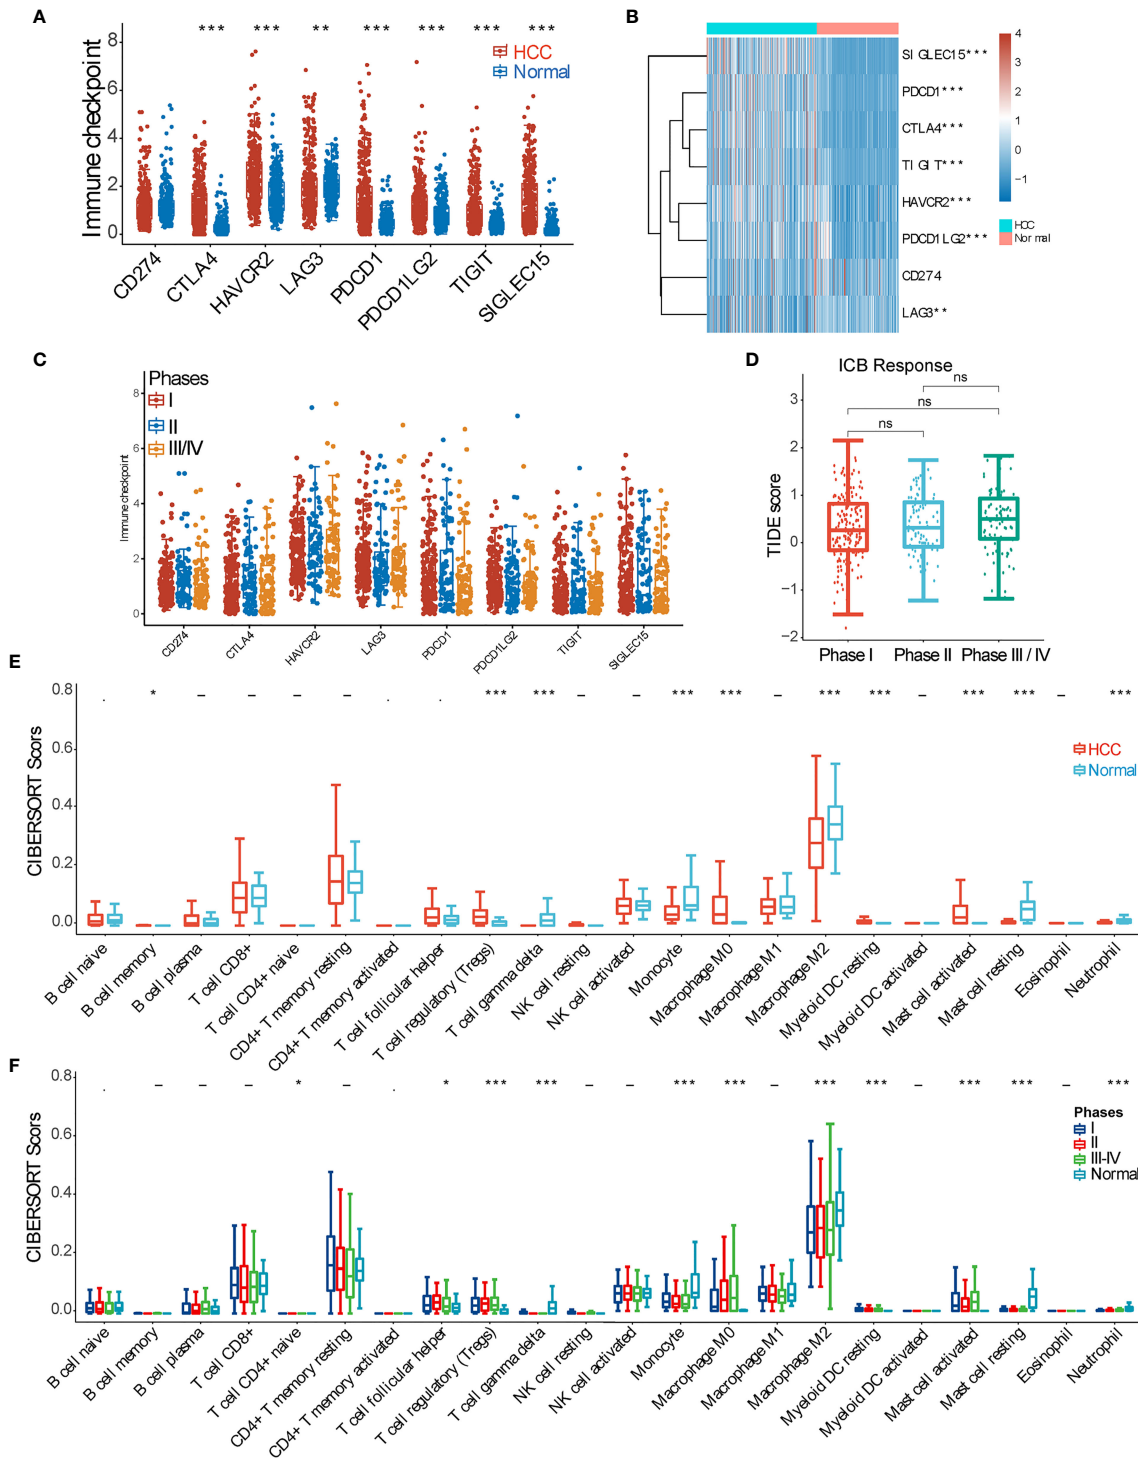 A
*** *** ** *** *** *** ***
HCC
Normal
Immune checkpoint
8
6
4
2
0
CD274
CTLA4
HAVCR2
LAG3
PDCD1
PDCD1LG2
TIGIT
SIGLEC15
B
SIGLEC15***
PDCD1***
CTLA4***
TIGIT***
HAVCR2***
PDCD1LG2***
CD274
LAG3**
4
3
2
1
0
-1
HCC
Normal
C
Phases
I
II
III/IV
Immune checkpoint
8
6
4
2
0
CD274
CTLA4
HAVCR2
LAG3
PDCD1
PDCD1LG2
TIGIT
SIGLEC15
D
ICB Response
ns
ns
ns
TIDE score
3
2
1
0
−1
−2
Phase I
Phase II
Phase III / IV
E
. * – – – – . . *** *** – – *** *** – *** *** – *** *** – ***
CIBERSORT Scors
0.8
0.6
0.4
0.2
0.0
HCC
Normal
B cell naive
B cell memory
B cell plasma
T cell CD8+
T cell CD4+ naive
CD4+ T memory resting
CD4+ T memory activated
T cell follicular helper
T cell regulatory (Tregs)
T cell gamma delta
NK cell resting
NK cell activated
Monocyte
Macrophage M0
Macrophage M1
Macrophage M2
Myeloid DC resting
Myeloid DC activated
Mast cell activated
Mast cell resting
Eosinophil
Neutrophil
F
. – – – * – . * *** *** – – *** *** – *** *** – *** *** – ***
CIBERSORT Scors
0.8
0.6
0.4
0.2
0.0
Phases
I
II
III-IV
Normal
B cell naive
B cell memory
B cell plasma
T cell CD8+
T cell CD4+ naive
CD4+ T memory resting
CD4+ T memory activated
T cell follicular helper
T cell regulatory (Tregs)
T cell gamma delta
NK cell resting
NK cell activated
Monocyte
Macrophage M0
Macrophage M1
Macrophage M2
Myeloid DC resting
Myeloid DC activated
Mast cell activated
Mast cell resting
Eosinophil
Neutrophil